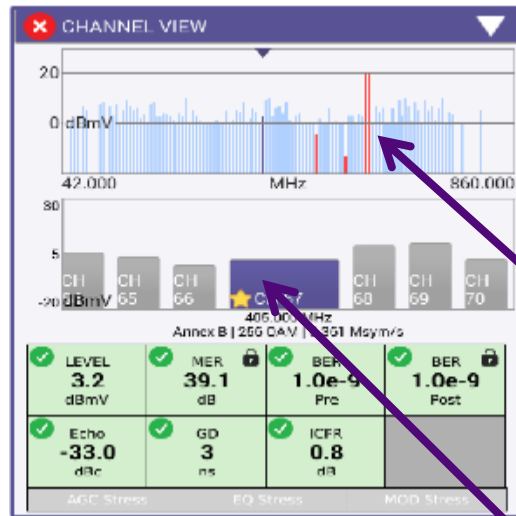 CHANNEL VIEW
20
0 dBmV
42.000 MHz 860.000
30
5
-20 dBmV
CH CH CH CH CH CH
65 66 68 69 70
MHz
Annex B | 256 QAM | Msym/s
LEVEL MER BER BER
3.2 39.1 1.0e-9 1.0e-9
dBmV dB Pre Post
Echo GD ICFR
-33.0 3 0.8
dBc ns dB
AGC Stress EQ Stress MOD Stress